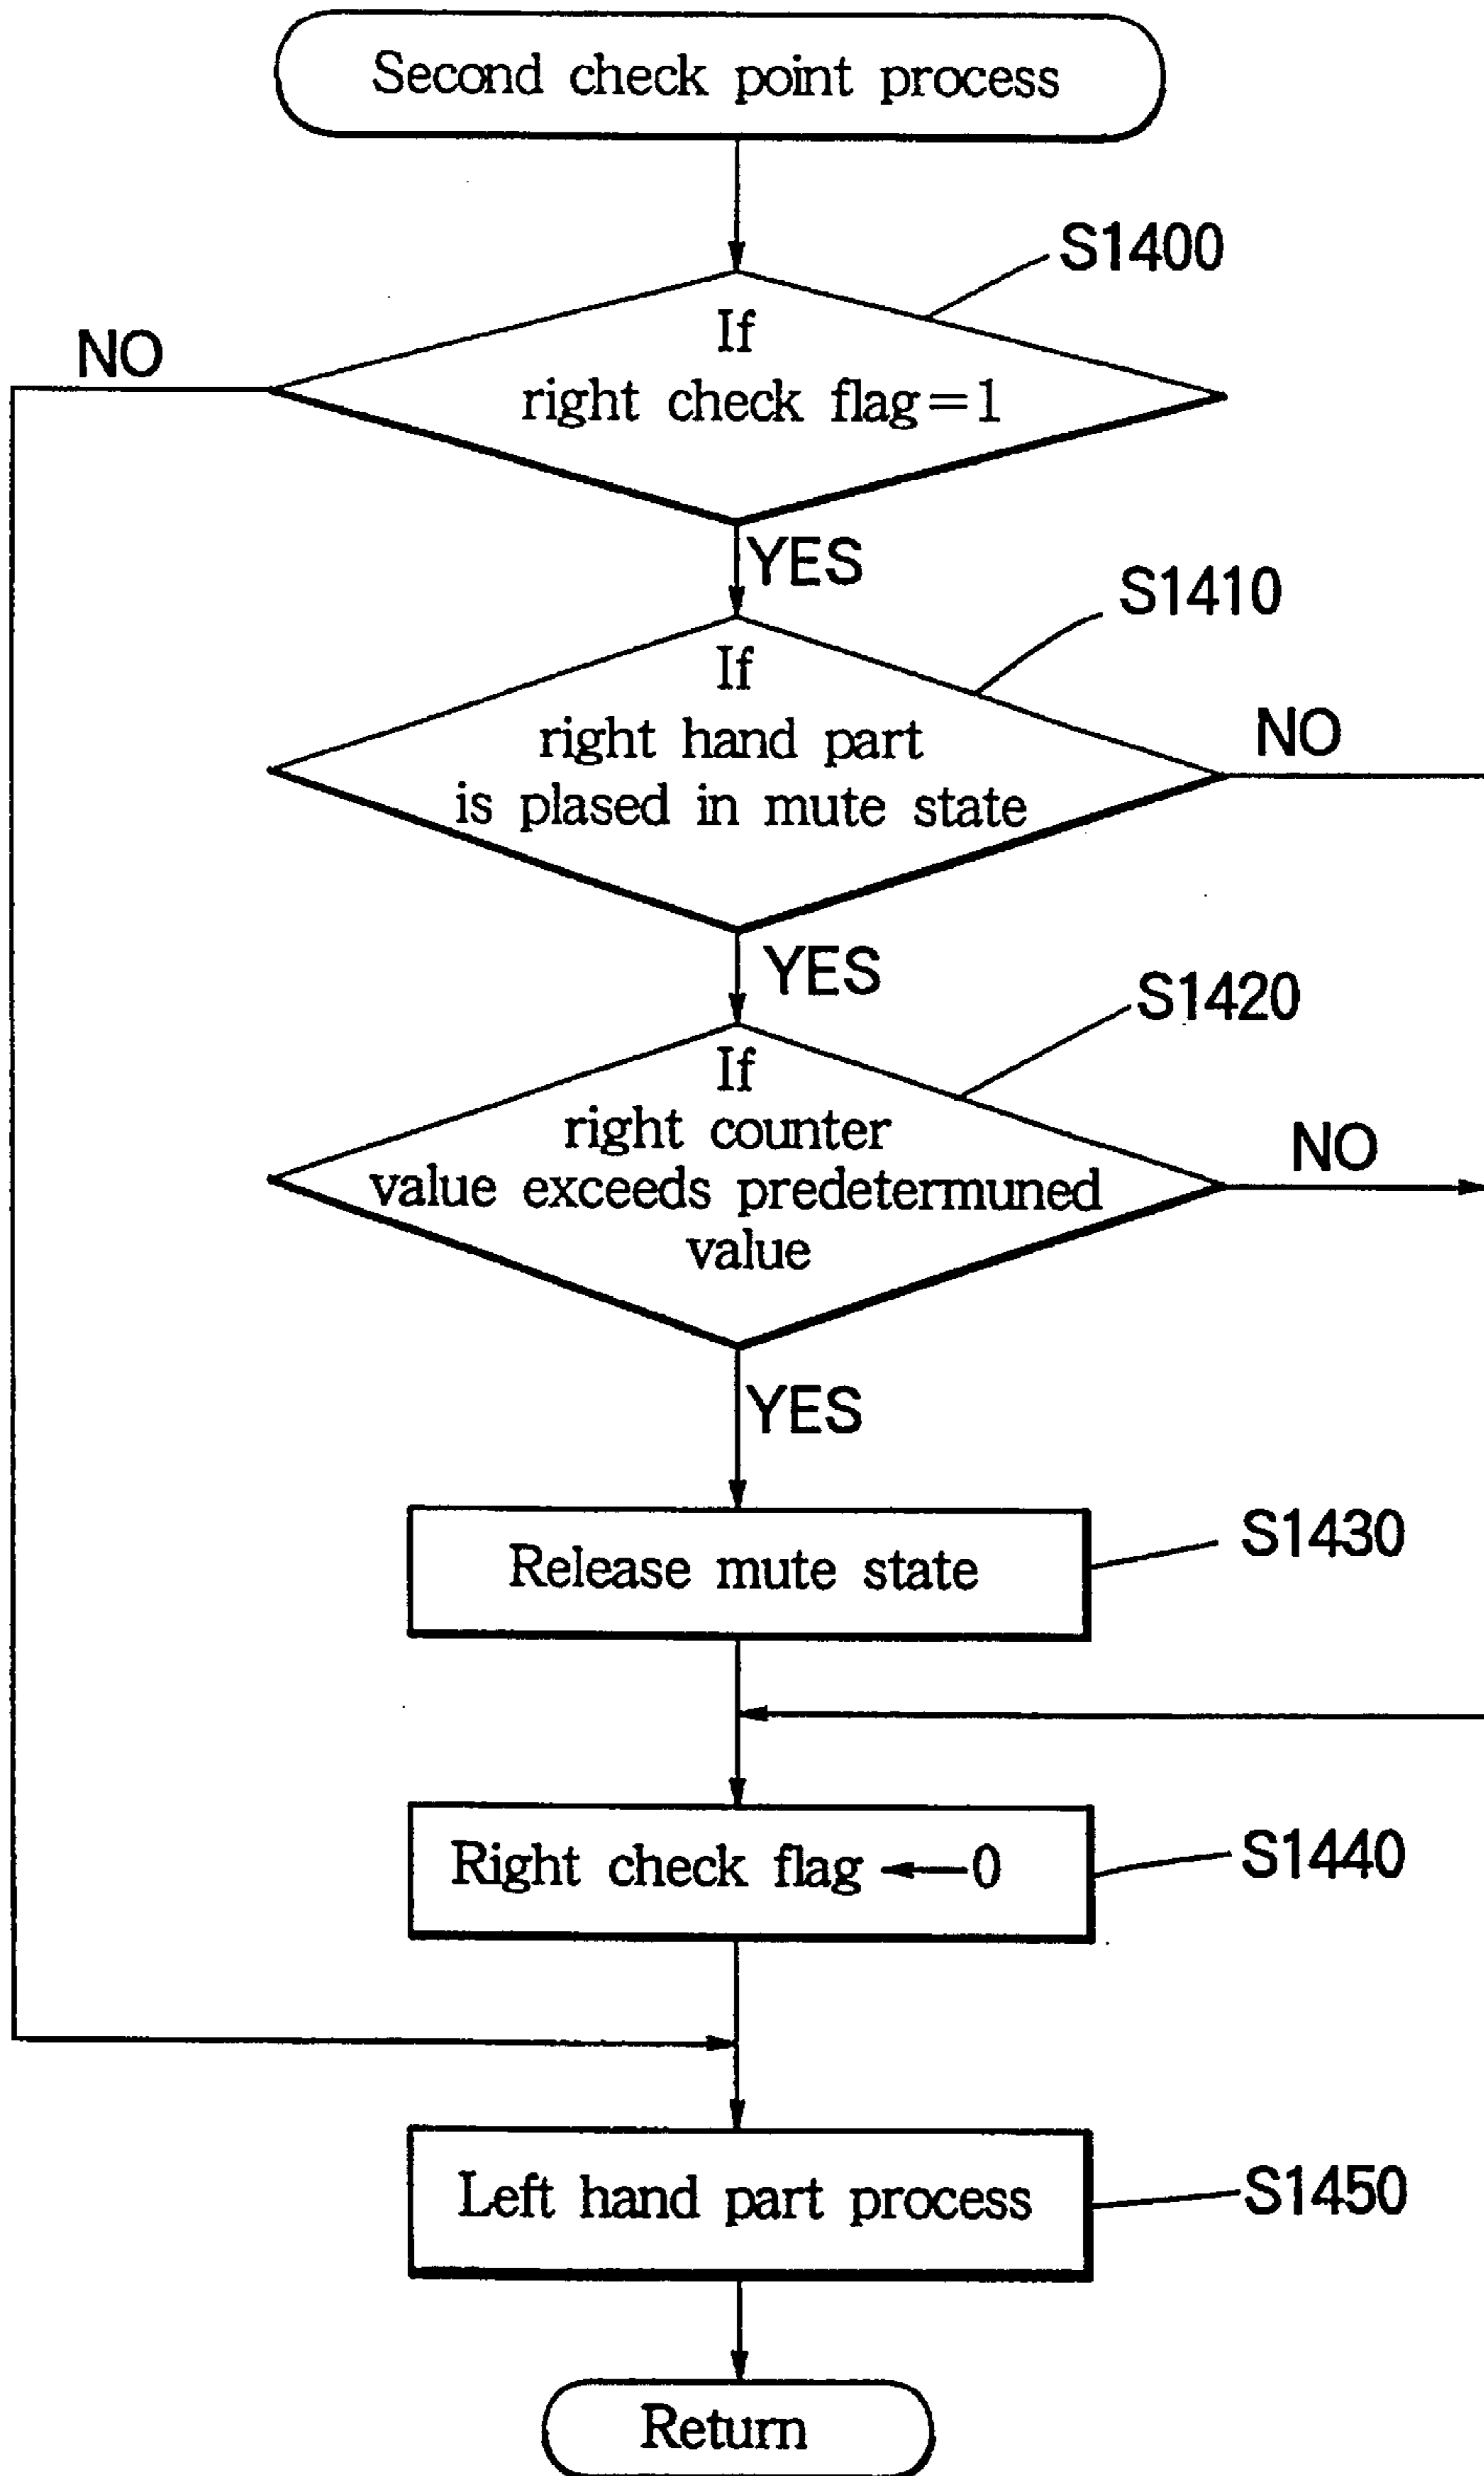 Second check point process
S1400
NO
If
right check flag=1
YES
S1410
If
right hand part
is plased in mute state
NO
YES
S1420
If
right counter
value exceeds predetermuned
value
NO
YES
Release mute state
S1430
Right check flag ←0
S1440
Left hand part process
S1450
Return